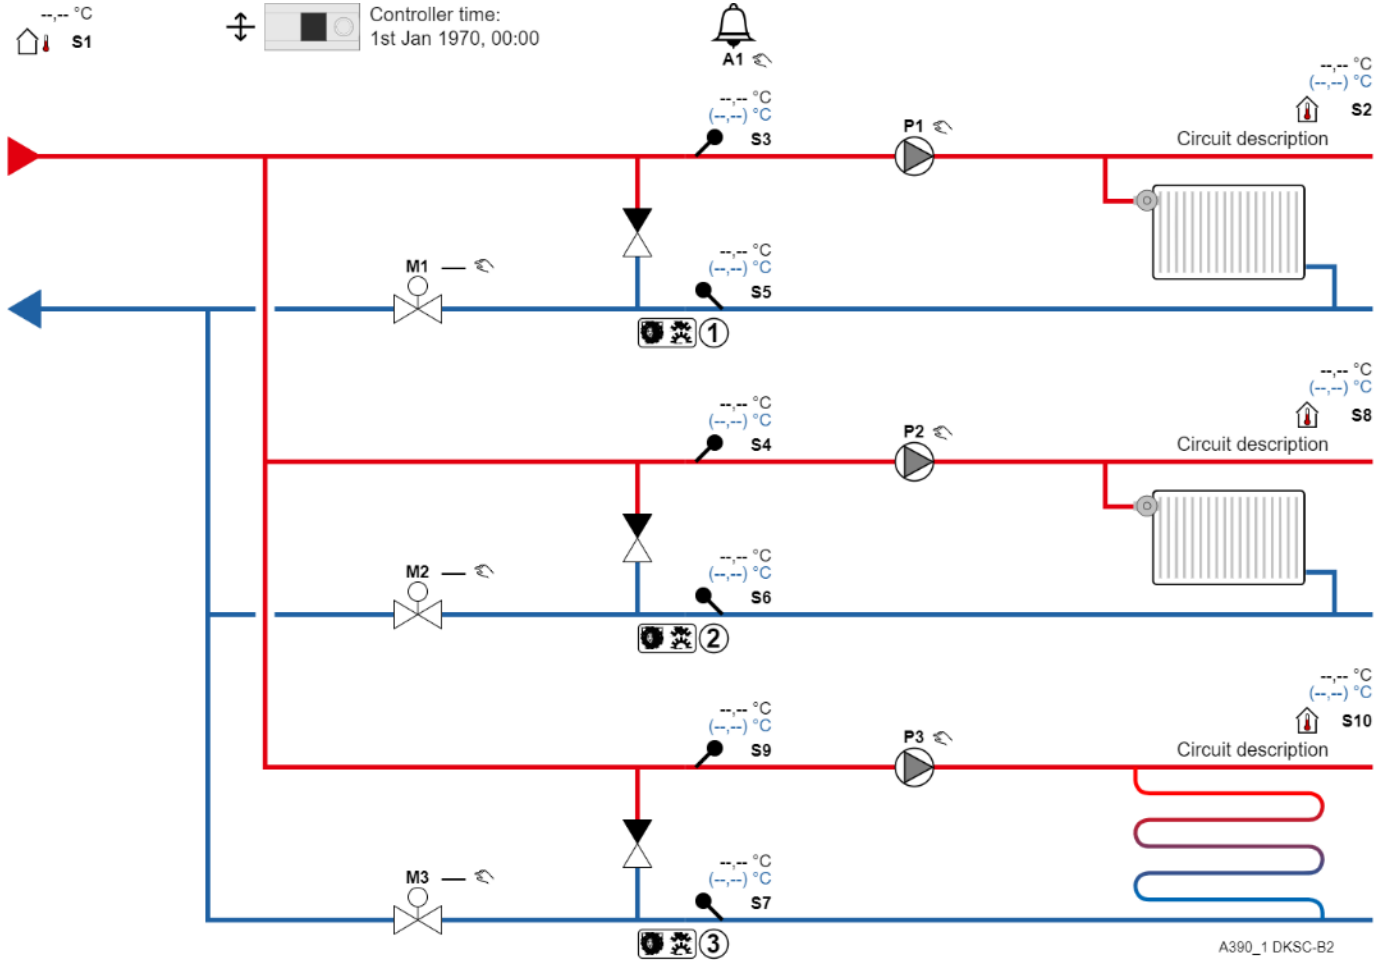 --,-- °C
S1
Controller time:
1st Jan 1970, 00:00
A1
--,-- °C
(--,--) °C
S2
Circuit description
--,-- °C
(--,--) °C
S3
P1
M1 —
--,-- °C
(--,--) °C
S5
1
--,-- °C
(--,--) °C
S8
Circuit description
--,-- °C
(--,--) °C
S4
P2
M2 —
--,-- °C
(--,--) °C
S6
2
--,-- °C
(--,--) °C
S10
Circuit description
--,-- °C
(--,--) °C
S9
P3
M3 —
--,-- °C
(--,--) °C
S7
3
A390_1 DKSC-B2